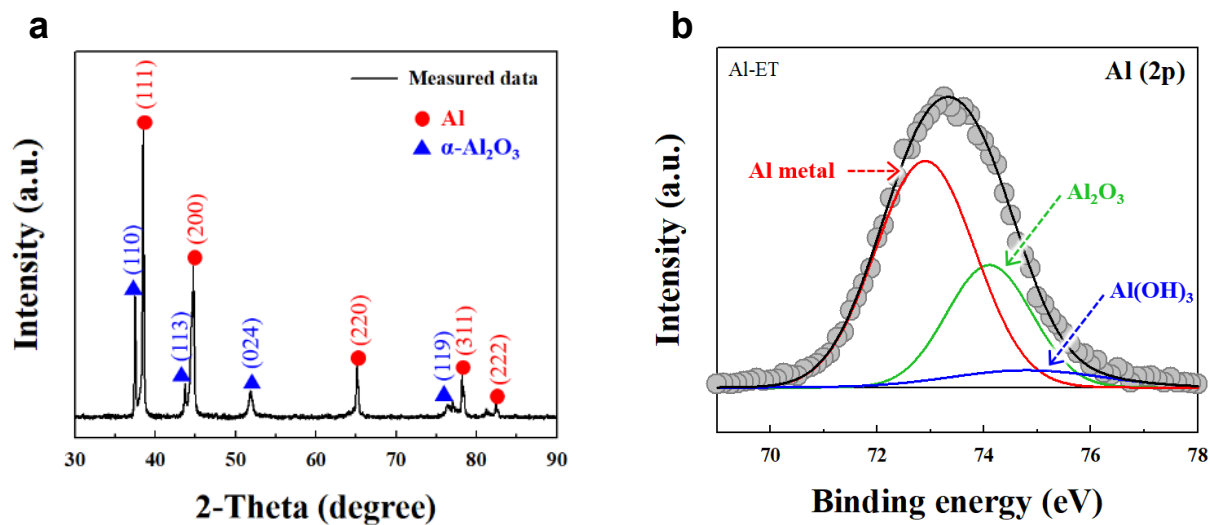 a
Intensity (a.u.)
Measured data
Al
α-Al₂O₃
(110)
(111)
(113)
(200)
(024)
(220)
(119)
(311)
(222)
30 40 50 60 70 80 90
2-Theta (degree)
b
Intensity (a.u.)
Al-ET
Al (2p)
Al metal
Al₂O₃
Al(OH)₃
70 72 74 76 78
Binding energy (eV)